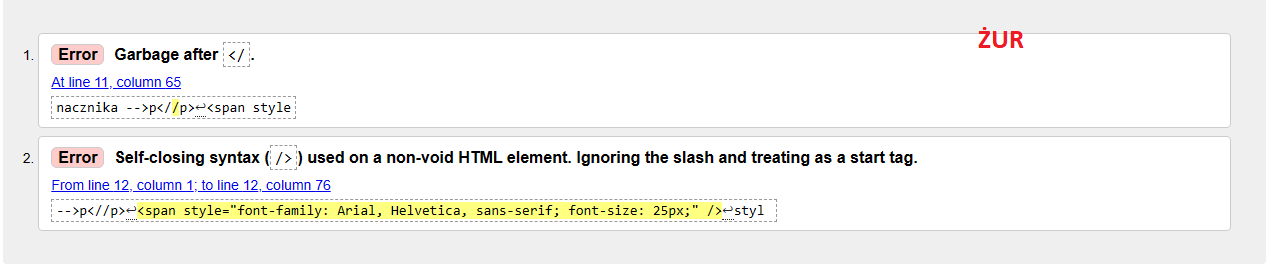 ŻUR
1. Error Garbage after </.
At line 11, column 65
nacznika -->p<//p>↩<span style
2. Error Self-closing syntax (/>) used on a non-void HTML element. Ignoring the slash and treating as a start tag.
From line 12, column 1; to line 12, column 76
-->p<//p>↩<span style="font-family: Arial, Helvetica, sans-serif; font-size: 25px;" />↩styl